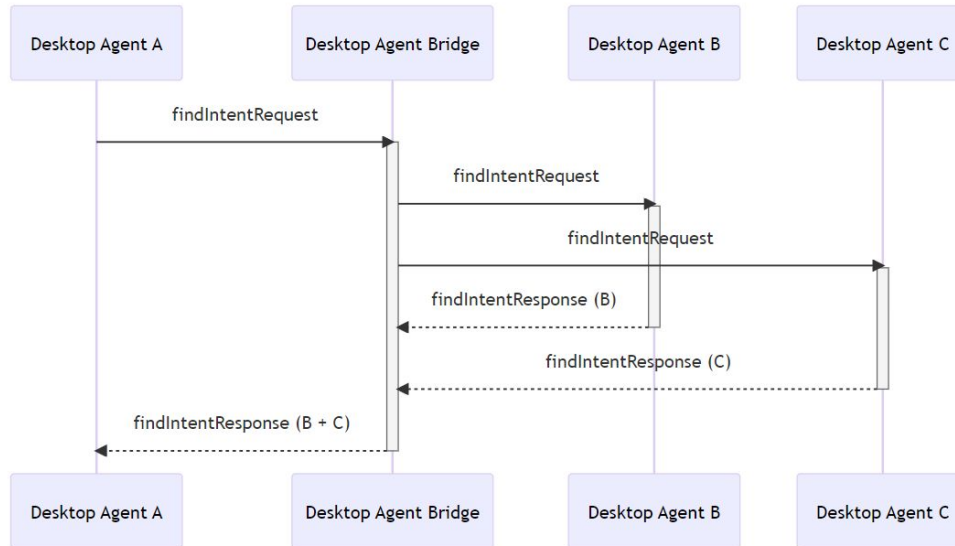 Desktop Agent A
Desktop Agent Bridge
Desktop Agent B
Desktop Agent C
findIntentRequest
findIntentRequest
findIntentRequest
findIntentResponse (B)
findIntentResponse (C)
findIntentResponse (B + C)
Desktop Agent A
Desktop Agent Bridge
Desktop Agent B
Desktop Agent C